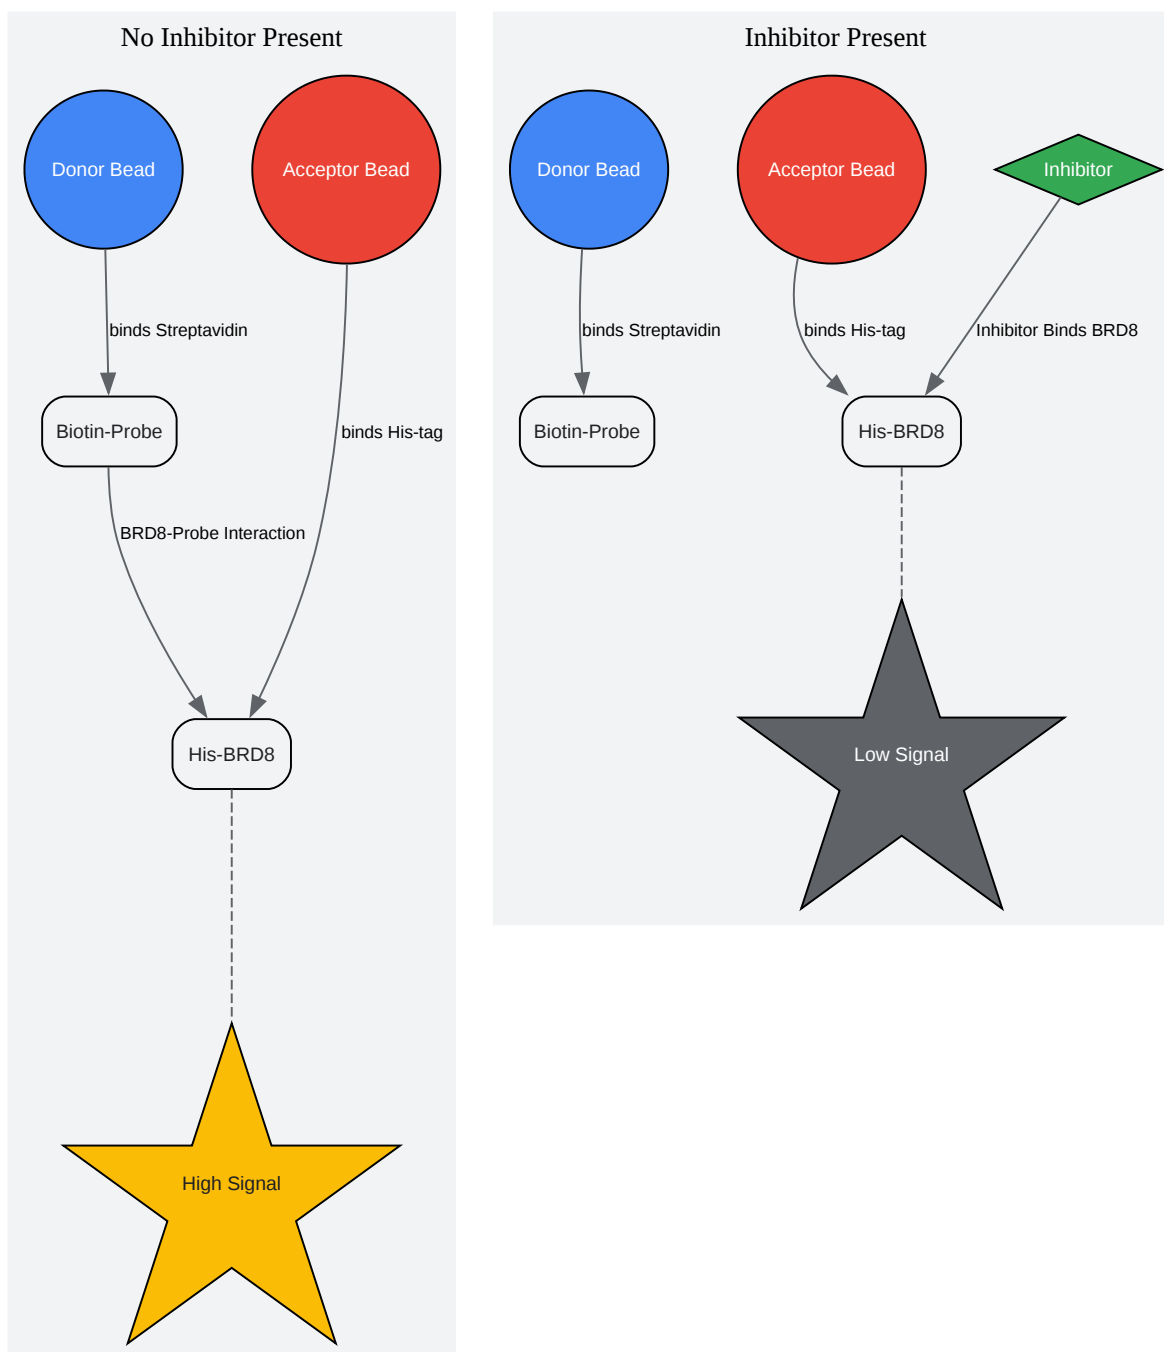 No Inhibitor Present
Donor Bead
Acceptor Bead
binds Streptavidin
Biotin-Probe
binds His-tag
BRD8-Probe Interaction
His-BRD8
High Signal
Inhibitor Present
Donor Bead
Acceptor Bead
Inhibitor
binds Streptavidin
binds His-tag
Inhibitor Binds BRD8
Biotin-Probe
His-BRD8
Low Signal